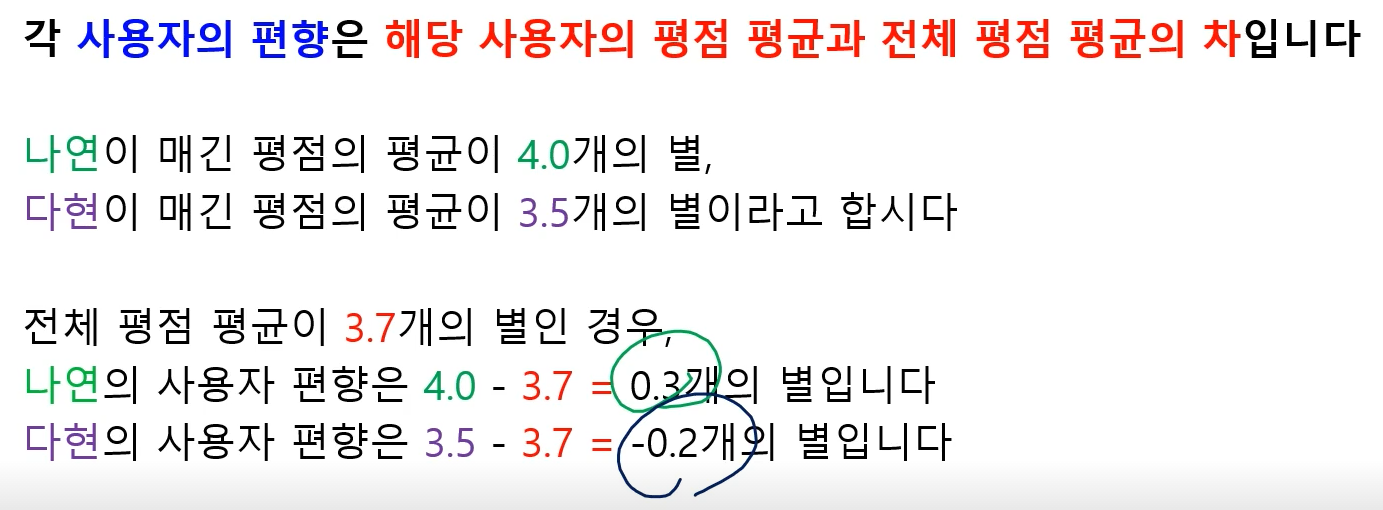 각 사용자의 편향은 해당 사용자의 평점 평균과 전체 평점 평균의 차입니다
나연이 매긴 평점의 평균이 4.0개의 별,
다현이 매긴 평점의 평균이 3.5개의 별이라고 합시다
전체 평점 평균이 3.7개의 별인 경우,
나연의 사용자 편향은 4.0 - 3.7 = 0.3개의 별입니다
다현의 사용자 편향은 3.5 - 3.7 = -0.2개의 별입니다